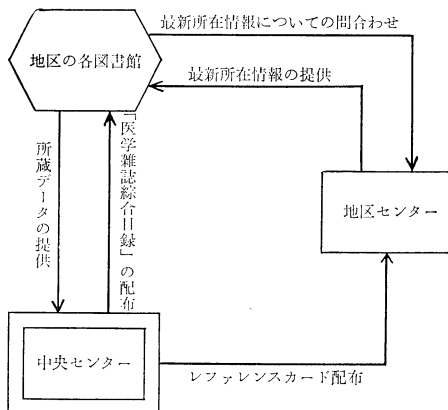 最新所在情報についての問合わせ
地区の各図書館
最新所在情報の提供
所蔵データの提供
「医学雑誌綜合目録」の配布
地区センター
中央センター
レファレンスカード配布